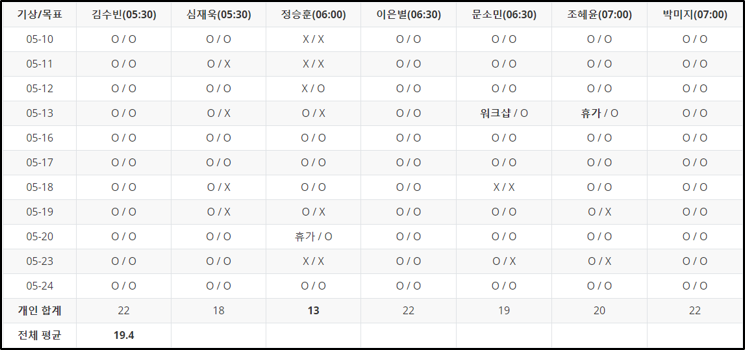 기상/목표 김수빈(05:30) 심재욱(05:30) 정승훈(06:00) 이은별(06:30) 문소민(06:30) 조혜윤(07:00) 박미지(07:00)
05-10 O / O O / O X / X O / O O / O O / O O / O
05-11 O / O O / X X / X O / O O / O O / O O / O
05-12 O / O O / O X / O O / O O / O O / O O / O
05-13 O / O O / X O / X O / O 워크샵 / O 휴가 / O O / O
05-16 O / O O / O O / O O / O O / O O / O O / O
05-17 O / O O / O O / O O / O O / O O / O O / O
05-18 O / O O / X O / O O / O X / X O / O O / O
05-19 O / O O / X O / X O / O O / O O / X O / O
05-20 O / O O / O 휴가 / O O / O O / O O / O O / O
05-23 O / O O / O X / X O / O O / X O / X O / O
05-24 O / O O / O O / O O / O O / O O / O O / O
개인 합계 22 18 13 22 19 20 22
전체 평균 19.4